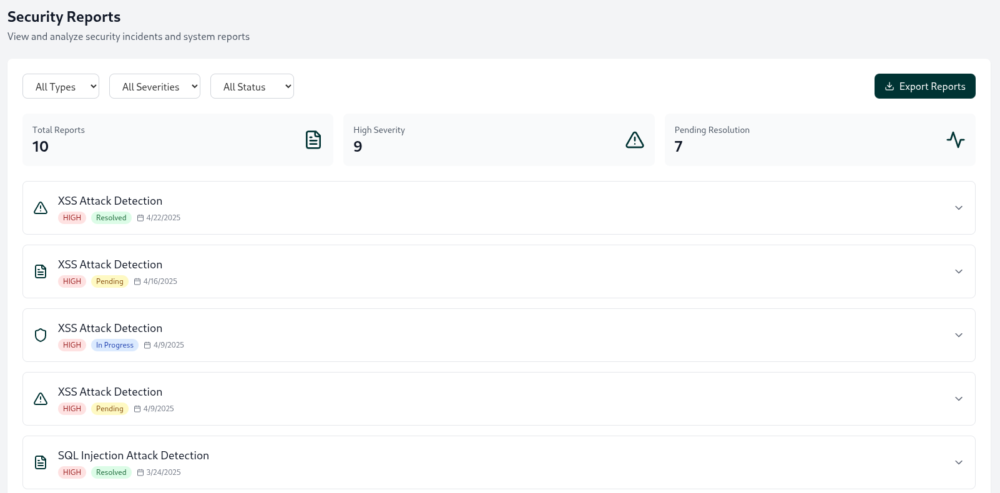 Security Reports
View and analyze security incidents and system reports
All Types All Severities All Status Export Reports
Total Reports
10
High Severity
9
Pending Resolution
7
XSS Attack Detection
HIGH Resolved 4/22/2025
XSS Attack Detection
HIGH Pending 4/16/2025
XSS Attack Detection
HIGH In Progress 4/9/2025
XSS Attack Detection
HIGH Pending 4/9/2025
SQL Injection Attack Detection
HIGH Resolved 3/24/2025